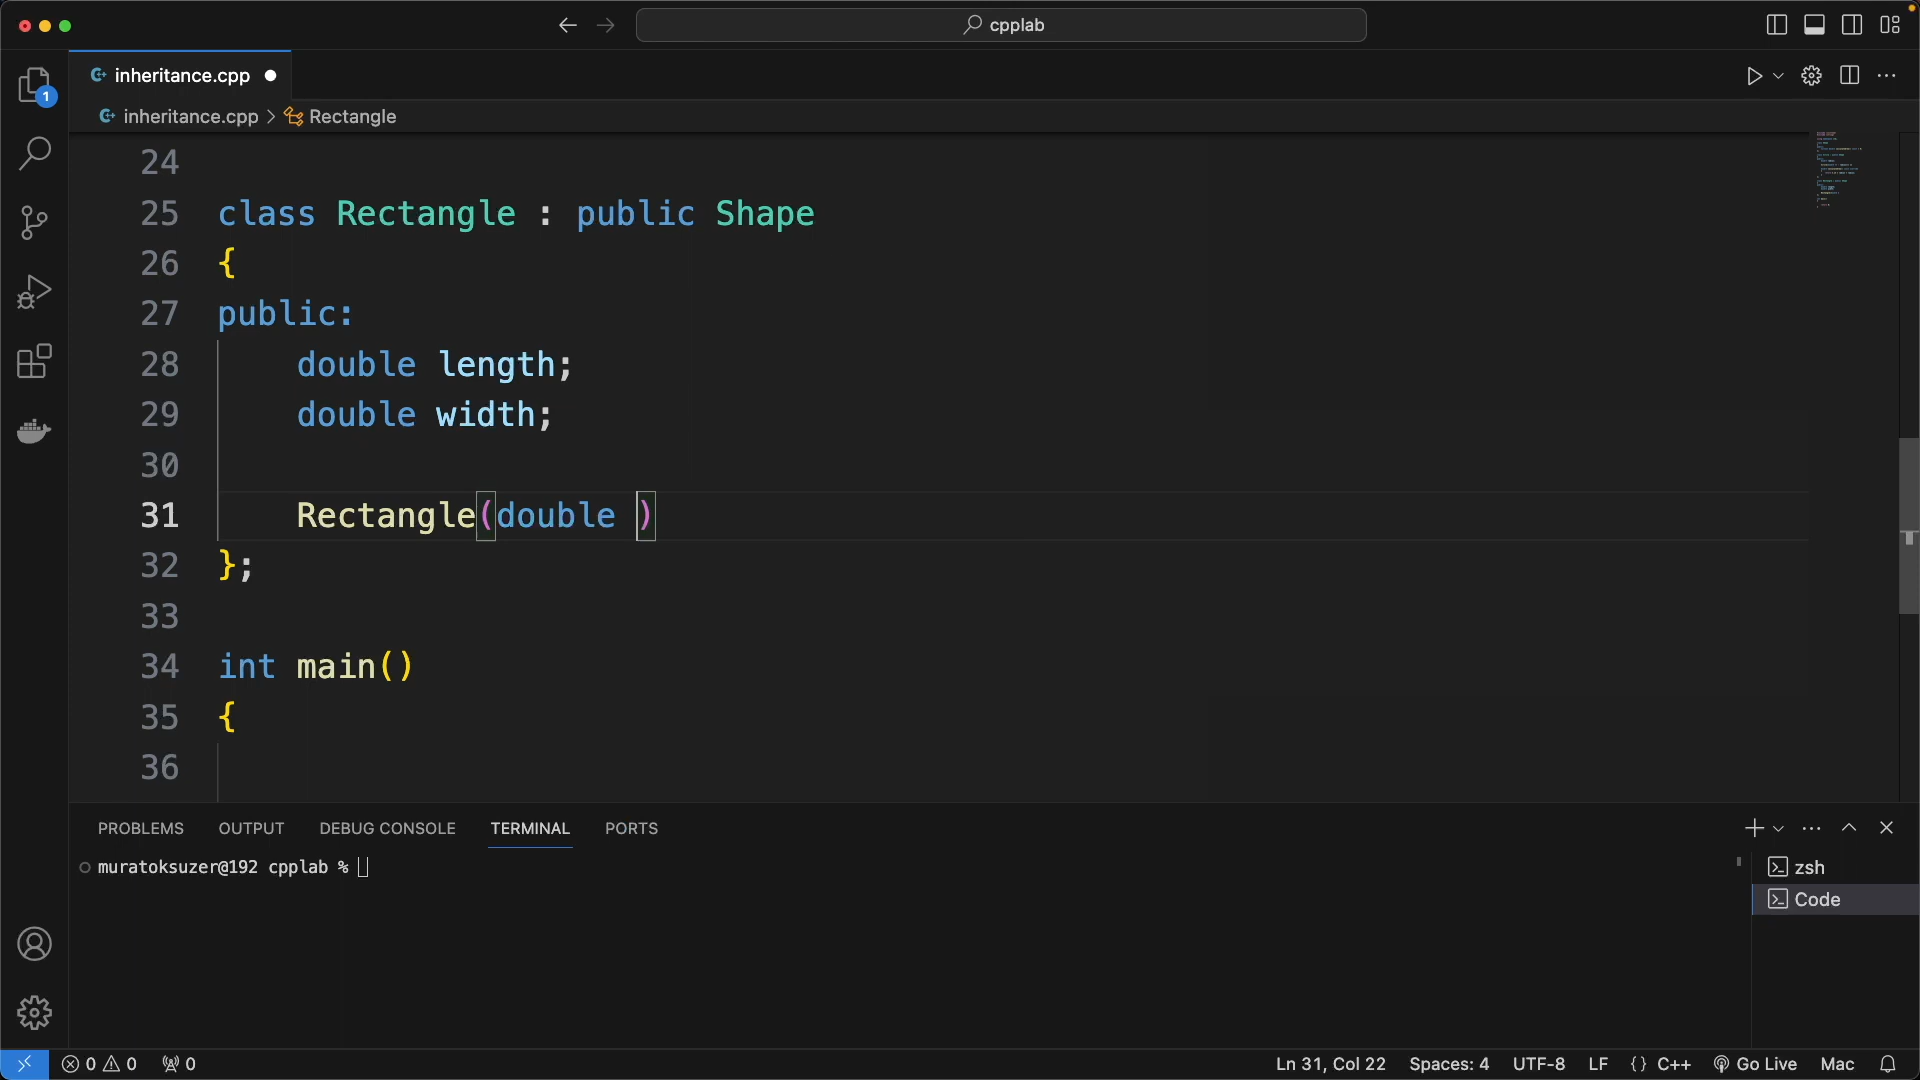 cpplab
inheritance.cpp
1
inheritance.cpp > Rectangle
24
25 class Rectangle : public Shape
26 {
27 public:
28 double length;
29 double width;
30
31 Rectangle(double )
32 };
33
34 int main()
35 {
36
PROBLEMS OUTPUT DEBUG CONSOLE TERMINAL PORTS
muratoksuzer@192 cpplab %
zsh
Code
0 0 0 Ln 31, Col 22 Spaces: 4 UTF-8 LF {} C++ Go Live Mac